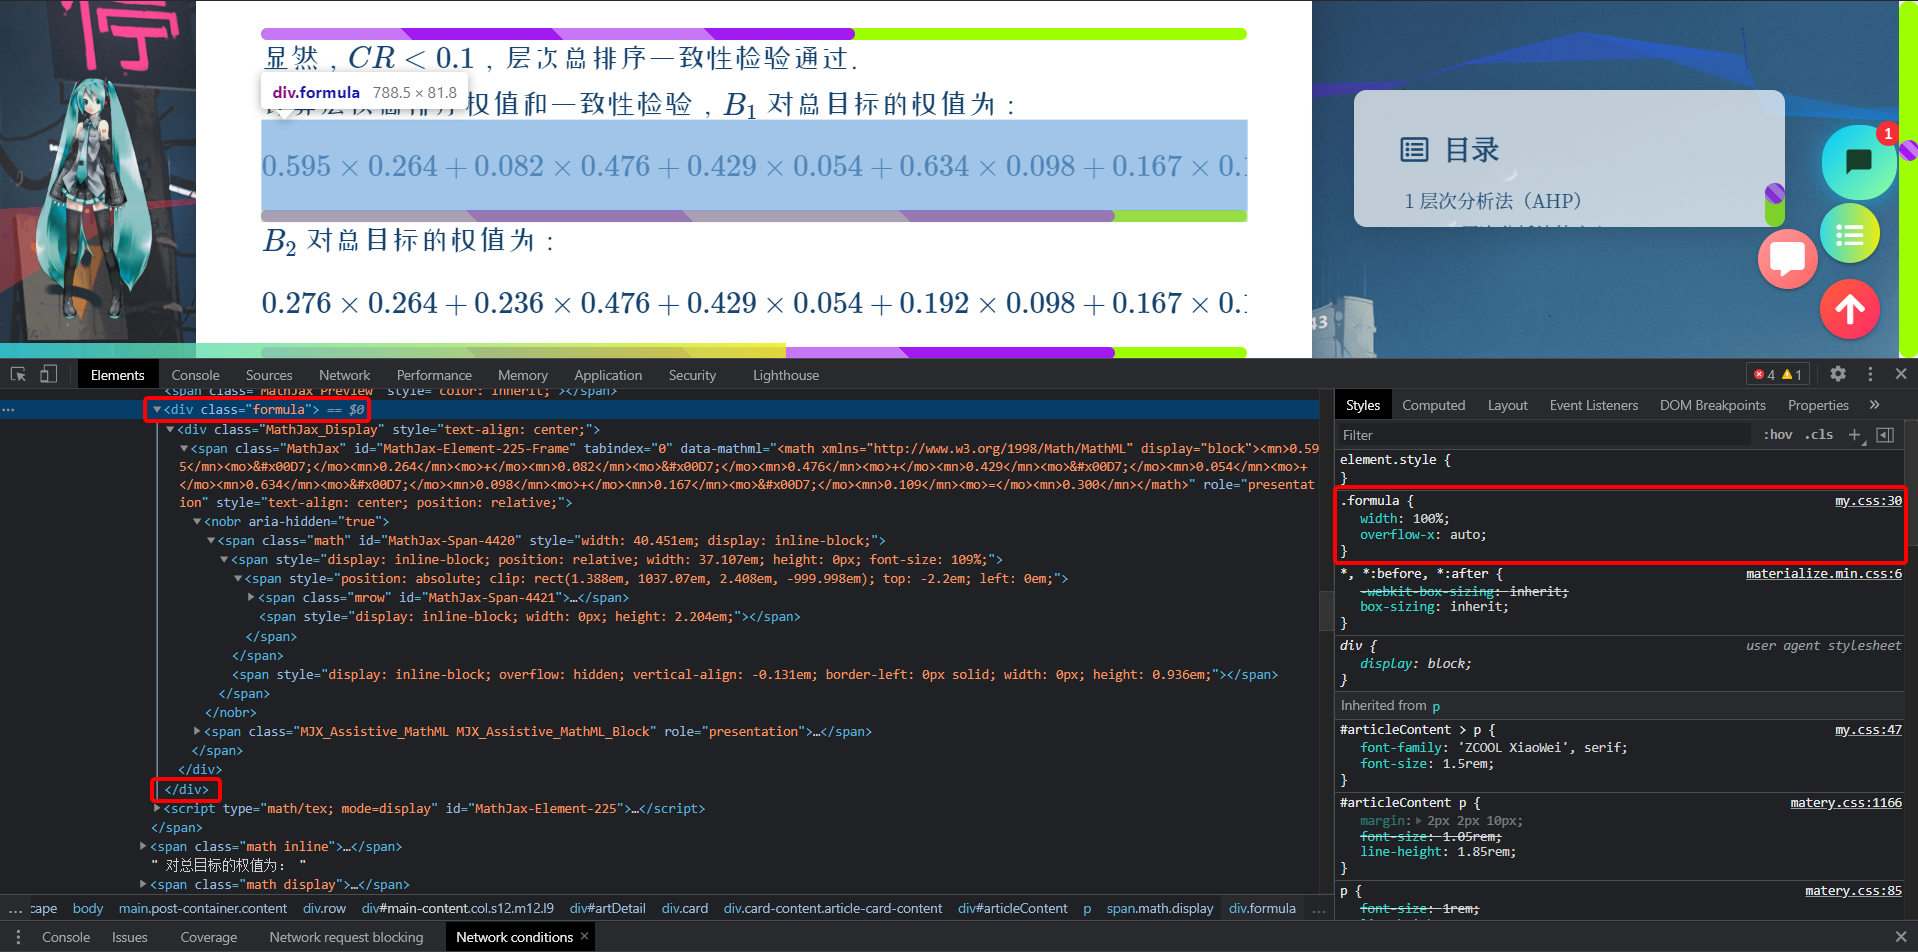 停
显然，CR < 0.1，层次总排序一致性检验通过.
div.formula 788.5 × 81.8
权值和一致性检验，B1 对总目标的权值为：
0.595 × 0.264 + 0.082 × 0.476 + 0.429 × 0.054 + 0.634 × 0.098 + 0.167 × 0.1
B2 对总目标的权值为：
0.276 × 0.264 + 0.236 × 0.476 + 0.429 × 0.054 + 0.192 × 0.098 + 0.167 × 0.1
目录
1 层次分析法（AHP）
1
43
Elements Console Sources Network Performance Memory Application Security Lighthouse 4 1
<span class="MathJax_Preview" style="color: inherit;"></span>
<div class="formula"> == $0
<div class="MathJax_Display" style="text-align: center;">
<span class="MathJax" id="MathJax-Element-225-Frame" tabindex="0" data-mathml="<math xmlns="http://www.w3.org/1998/Math/MathML" display="block"><mn>0.59
5</mn><mo>&#x00D7;</mo><mn>0.264</mn><mo>+</mo><mn>0.082</mn><mo>&#x00D7;</mo><mn>0.476</mn><mo>+</mo><mn>0.429</mn><mo>&#x00D7;</mo><mn>0.054</mn><mo>+
</mo><mn>0.634</mn><mo>&#x00D7;</mo><mn>0.098</mn><mo>+</mo><mn>0.167</mn><mo>&#x00D7;</mo><mn>0.109</mn><mo>=</mo><mn>0.300</mn></math>" role="presentat
ion" style="text-align: center; position: relative;">
<nobr aria-hidden="true">
<span class="math" id="MathJax-Span-4420" style="width: 40.451em; display: inline-block;">
<span style="display: inline-block; position: relative; width: 37.107em; height: 0px; font-size: 109%;">
<span style="position: absolute; clip: rect(1.388em, 1037.07em, 2.408em, -999.998em); top: -2.2em; left: 0em;">
<span class="mrow" id="MathJax-Span-4421">…</span>
<span style="display: inline-block; width: 0px; height: 2.204em;"></span>
</span>
</span>
<span style="display: inline-block; overflow: hidden; vertical-align: -0.131em; border-left: 0px solid; width: 0px; height: 0.936em;"></span>
</span>
</nobr>
<span class="MJX_Assistive_MathML MJX_Assistive_MathML_Block" role="presentation">…</span>
</span>
</div>
</div>
<script type="math/tex; mode=display" id="MathJax-Element-225">…</script>
</span>
<span class="math inline">…</span>
" 对总目标的权值为： "
<span class="math display">…</span>
Styles Computed Layout Event Listeners DOM Breakpoints Properties »
Filter :hov .cls +
element.style {
}
.formula { my.css:30
width: 100%;
overflow-x: auto;
}
*, *:before, *:after { materialize.min.css:6
-webkit-box-sizing: inherit;
box-sizing: inherit;
}
div { user agent stylesheet
display: block;
}
Inherited from p
#articleContent > p { my.css:47
font-family: 'ZCOOL XiaoWei', serif;
font-size: 1.5rem;
}
#articleContent p { matery.css:1166
margin: 2px 2px 10px;
font-size: 1.05rem;
line-height: 1.85rem;
}
p { matery.css:85
font-size: 1rem;
... cape body main.post-container.content div.row div#main-content.col.s12.m12.l9 div#artDetail div.card div.card-content.article-card-content div#articleContent p span.math.display div.formula ...
Console Issues Coverage Network request blocking Network conditions ×